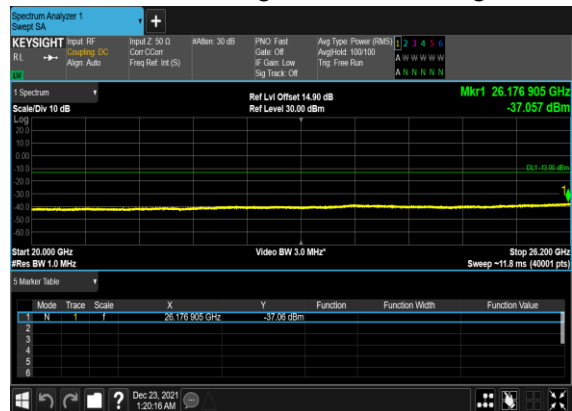 Spectrum Analyzer 1
Swept SA
+
KEYSIGHT Input: RF Input Z: 50 Ω #Atten: 30 dB PNO: Fast Avg Type: Power (RMS) 1 2 3 4 5 6
RL Coupling: DC Corr CCorr Gate: Off Avg|Hold: 100/100 A W W W W W
Align: Auto Freq Ref: Int (S) IF Gain: Low Trig: Free Run
Sig Track: Off A N N N N N
1 Spectrum Ref Lvl Offset 14.90 dB Mkr1 26.176 905 GHz
Scale/Div 10 dB Ref Level 30.00 dBm -37.057 dBm
Log
20.0
10.0
0.00
-10.0 DL1 -13.00 dBm
-20.0
-30.0 1
-40.0
-50.0
-60.0
Start 20.000 GHz Video BW 3.0 MHz* Stop 26.200 GHz
#Res BW 1.0 MHz Sweep ~11.8 ms (40001 pts)
5 Marker Table
Mode Trace Scale X Y Function Function Width Function Value
1 N 1 f 26.176 905 GHz -37.06 dBm
2
3
4
5
6
? Dec 23, 2021
1:20:16 AM